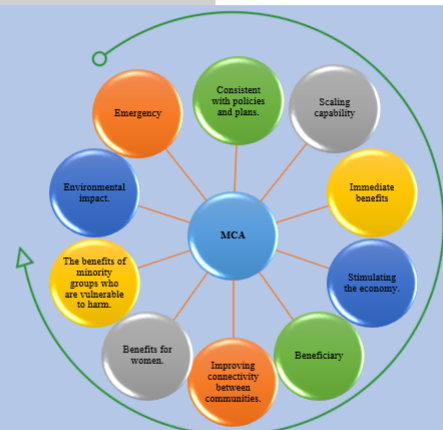 Consistent
with policies
and plans.
Scaling
capability
Immediate
benefits
Stimulating
the economy.
Beneficiary
Improving
connectivity
between
communities.
Benefits for
women.
The benefits of
minority
groups who
are vulnerable
to harm.
Environmental
impact.
Emergency
MCA